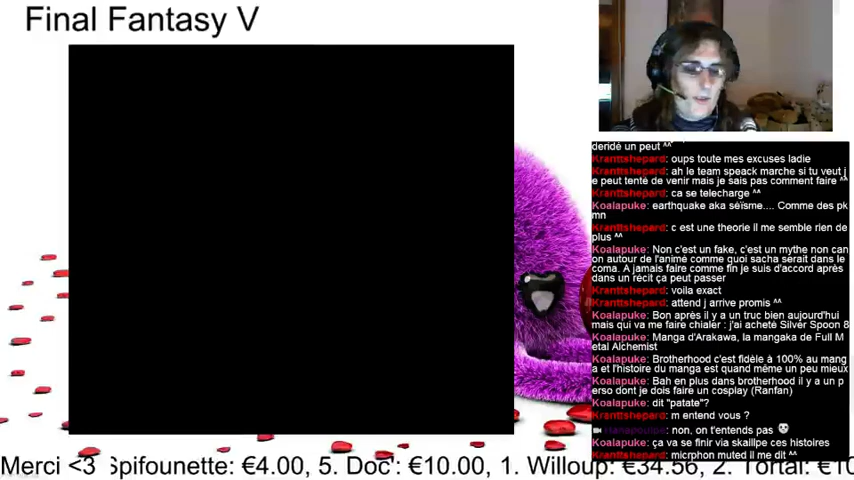 Final Fantasy V
deridé un peut ^^
Kranttshepard: oups toute mes excuses ladie
Kranttshepard: ah le team speack marche si tu veut j
e peut tenté de venir mais je sais pas comment faire ^^
Kranttshepard: ca se telecharge ^^
Koalapuke: earthquake aka séïsme.... Comme des pk
mn
Kranttshepard: c est une theorie il me semble rien de
plus ^^
Koalapuke: Non c'est un fake, c'est un mythe non can
on autour de l'animé comme quoi sacha serait dans le
coma. A jamais faire comme fin je suis d'accord après
dans un récit ça peut passer
Kranttshepard: voila exact
Kranttshepard: attend j arrive promis ^^
Koalapuke: Bon après il y a un truc bien aujourd'hui
mais qui va me faire chialer : j'ai acheté Silver Spoon 8
Koalapuke: Manga d'Arakawa, la mangaka de Full M
etal Alchemist
Koalapuke: Brotherhood c'est fidèle à 100% au mang
a et l'histoire du manga est quand même un peu mieux
Koalapuke: Bah en plus dans brotherhood il y a un p
erso dont je dois faire un cosplay (Ranfan)
Koalapuke: dit "patate"?
Kranttshepard: m entend vous ?
: non, on t'entends pas
Koalapuke: ça va se finir via skaïllpe ces histoires
Kranttshepard: micrphon muted il me dit ^^
Merci <3 Spifounette: €4.00, 5. Doc': €10.00, 1. Willoup: €34.56, 2. Tortal: €10